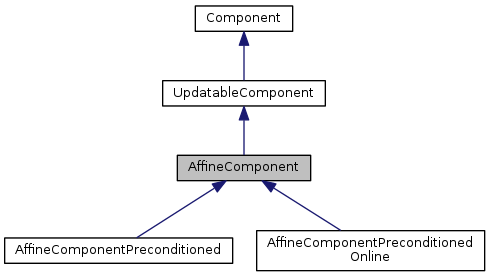 Component
UpdatableComponent
AffineComponent
AffineComponentPreconditioned
AffineComponentPreconditioned
Online